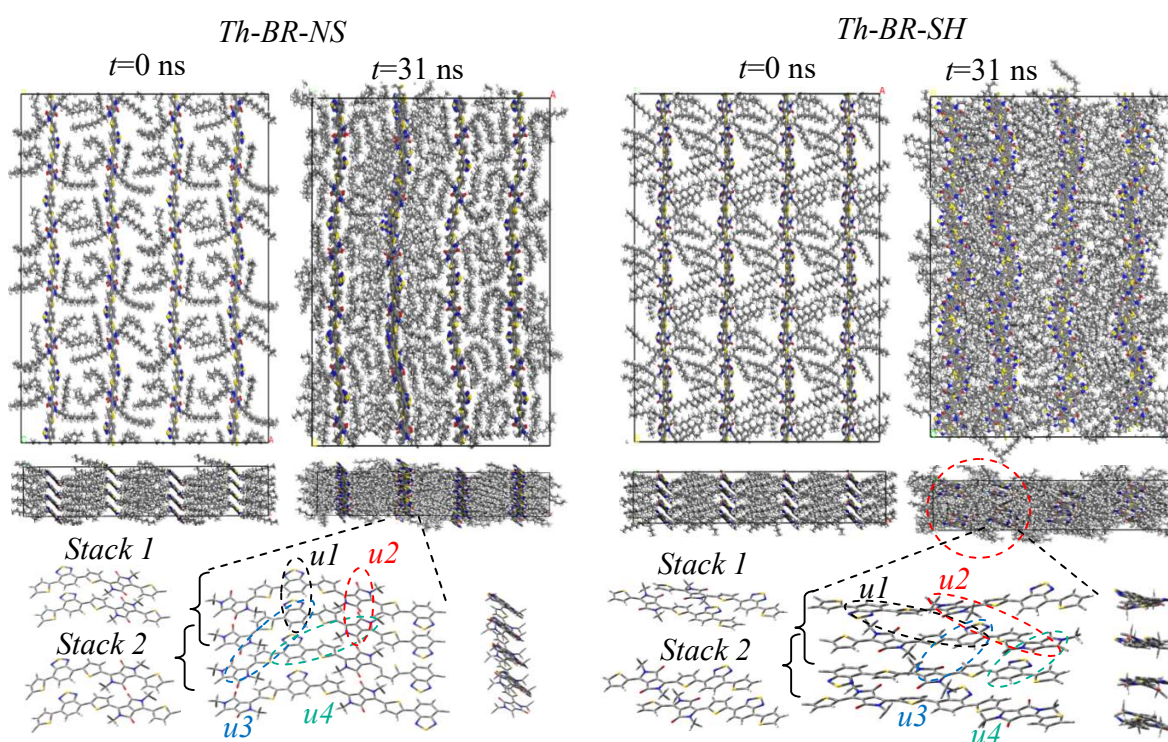 Th-BR-NS
t=0 ns
t=31 ns
Stack 1
Stack 2
u1
u2
u3
u4
Th-BR-SH
t=0 ns
t=31 ns
Stack 1
Stack 2
u1
u2
u3
u4